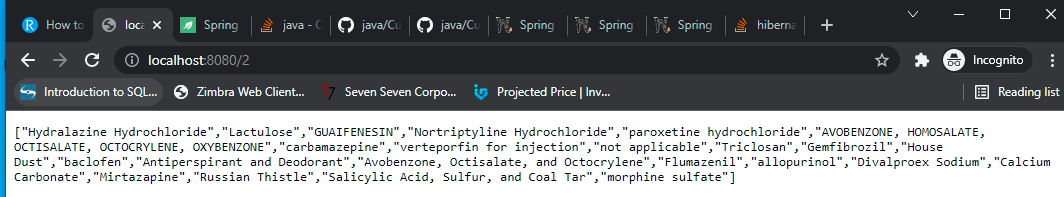 How to
loca
Spring
java - C
java/Cu
java/Cu
Spring
Spring
Spring
hiberna
localhost:8080/2
Incognito
Introduction to SQL...
Zimbra Web Client...
Seven Seven Corpo...
Projected Price | Inv...
Reading list
["Hydralazine Hydrochloride","Lactulose","GUAIFENESIN","Nortriptyline Hydrochloride","paroxetine hydrochloride","AVOBENZONE, HOMOSALATE,
OCTISALATE, OCTOCRYLENE, OXYBENZONE","carbamazepine","verteporfin for injection","not applicable","Triclosan","Gemfibrozil","House
Dust","baclofen","Antiperspirant and Deodorant","Avobenzone, Octisalate, and Octocrylene","Flumazenil","allopurinol","Divalproex Sodium","Calcium
Carbonate","Mirtazapine","Russian Thistle","Salicylic Acid, Sulfur, and Coal Tar","morphine sulfate"]